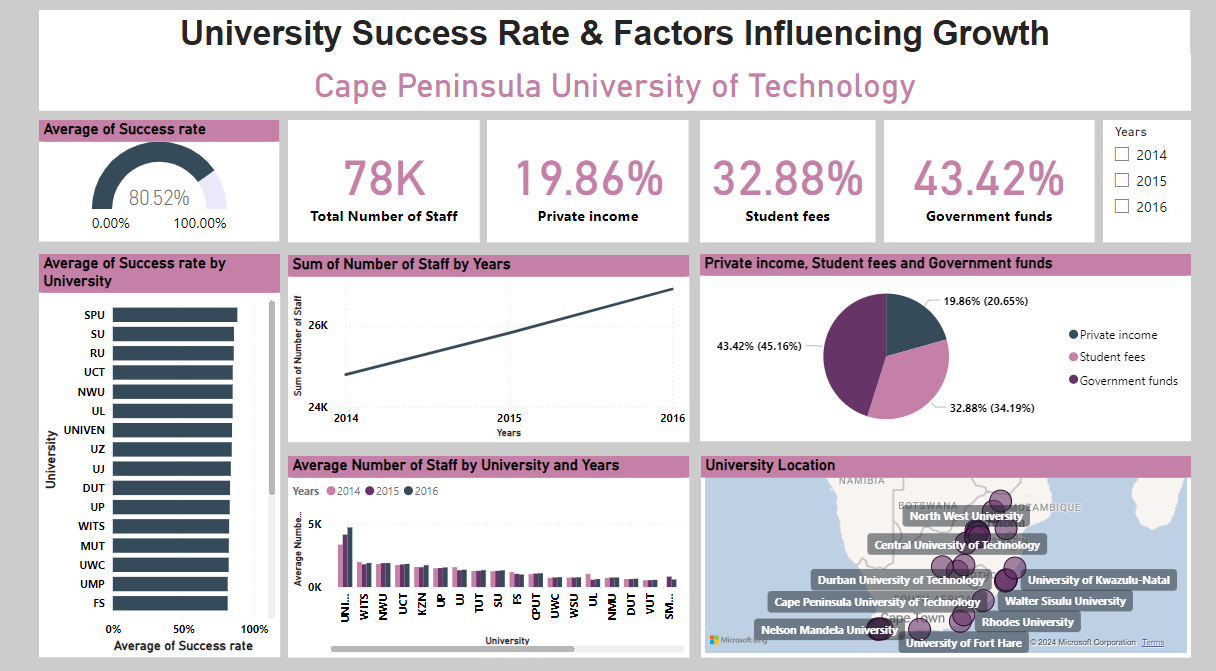 University Success Rate & Factors Influencing Growth
Cape Peninsula University of Technology
Average of Success rate
80.52%
0.00%
100.00%
78K
Total Number of Staff
19.86%
Private income
32.88%
Student fees
43.42%
Government funds
Years
2014
2015
2016
Average of Success rate by
University
University
SPU
SU
RU
UCT
NWU
UL
UNIVEN
UZ
UJ
DUT
UP
WITS
MUT
UWC
UMP
FS
0%
50%
100%
Average of Success rate
Sum of Number of Staff by Years
Sum of Number of Staff
26K
24K
2014
2015
2016
Years
Private income, Student fees and Government funds
19.86% (20.65%)
43.42% (45.16%)
32.88% (34.19%)
Private income
Student fees
Government funds
Average Number of Staff by University and Years
Years
2014
2015
2016
Average Numbe...
5K
0K
UNI...
WITS
NWU
UCT
KZN
UP
UJ
TUT
SU
FS
CPUT
UWC
WSU
UL
NMU
DUT
VUT
SM...
University
University Location
NAMIBIA
BOTSWANA
MOZAMBIQUE
North West University
Central University of Technology
Durban University of Technology
University of Kwazulu-Natal
Cape Peninsula University of Technology
Walter Sisulu University
Cape Town
Rhodes University
Nelson Mandela University
University of Fort Hare
Microsoft Bing
© 2024 Microsoft Corporation
Terms